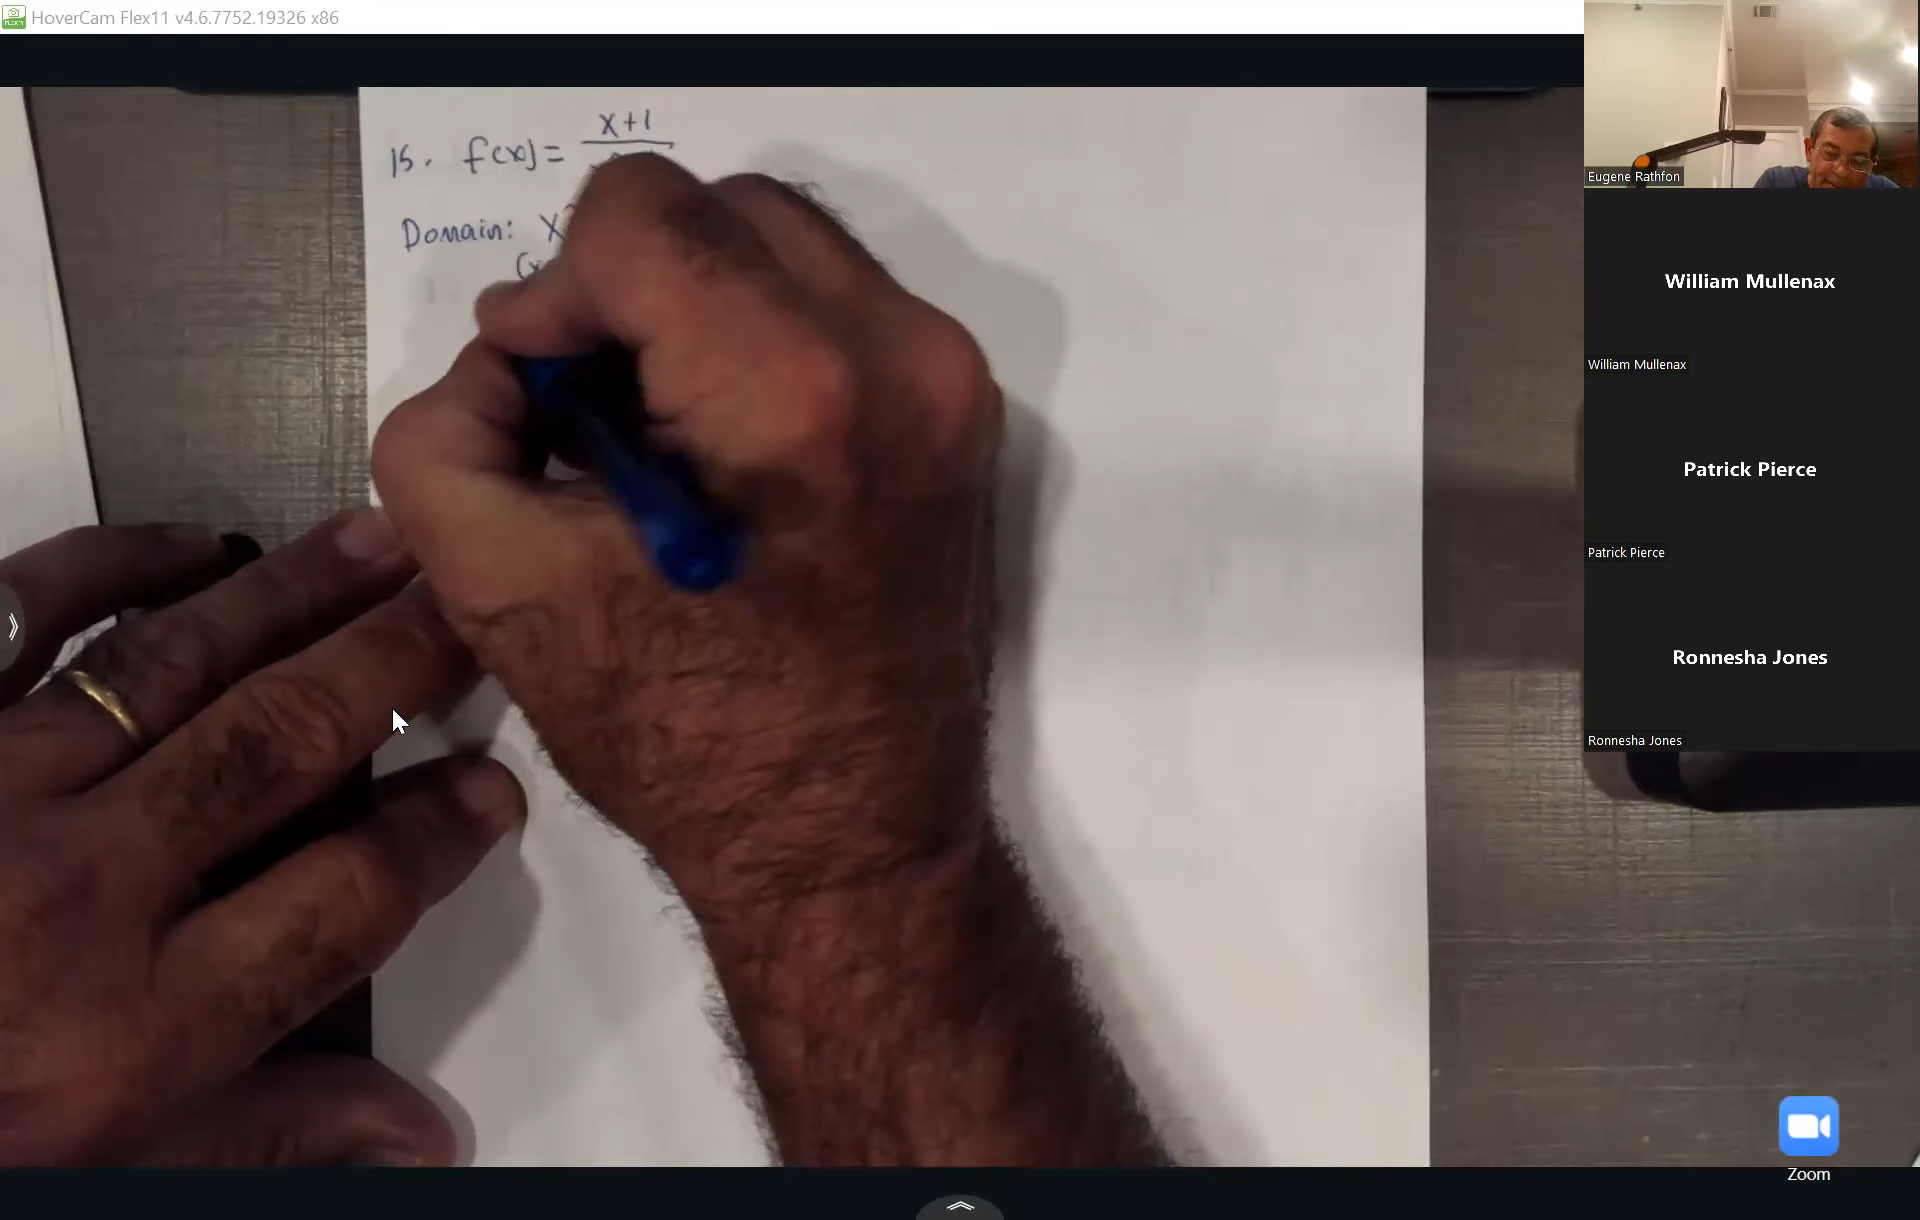 HoverCam Flex11 v4.6.7752.19326 x86
15. f(x) = x+1
Domain: x
(x
Eugene Rathfon
William Mullenax
William Mullenax
Patrick Pierce
Patrick Pierce
Ronnesha Jones
Ronnesha Jones
Zoom